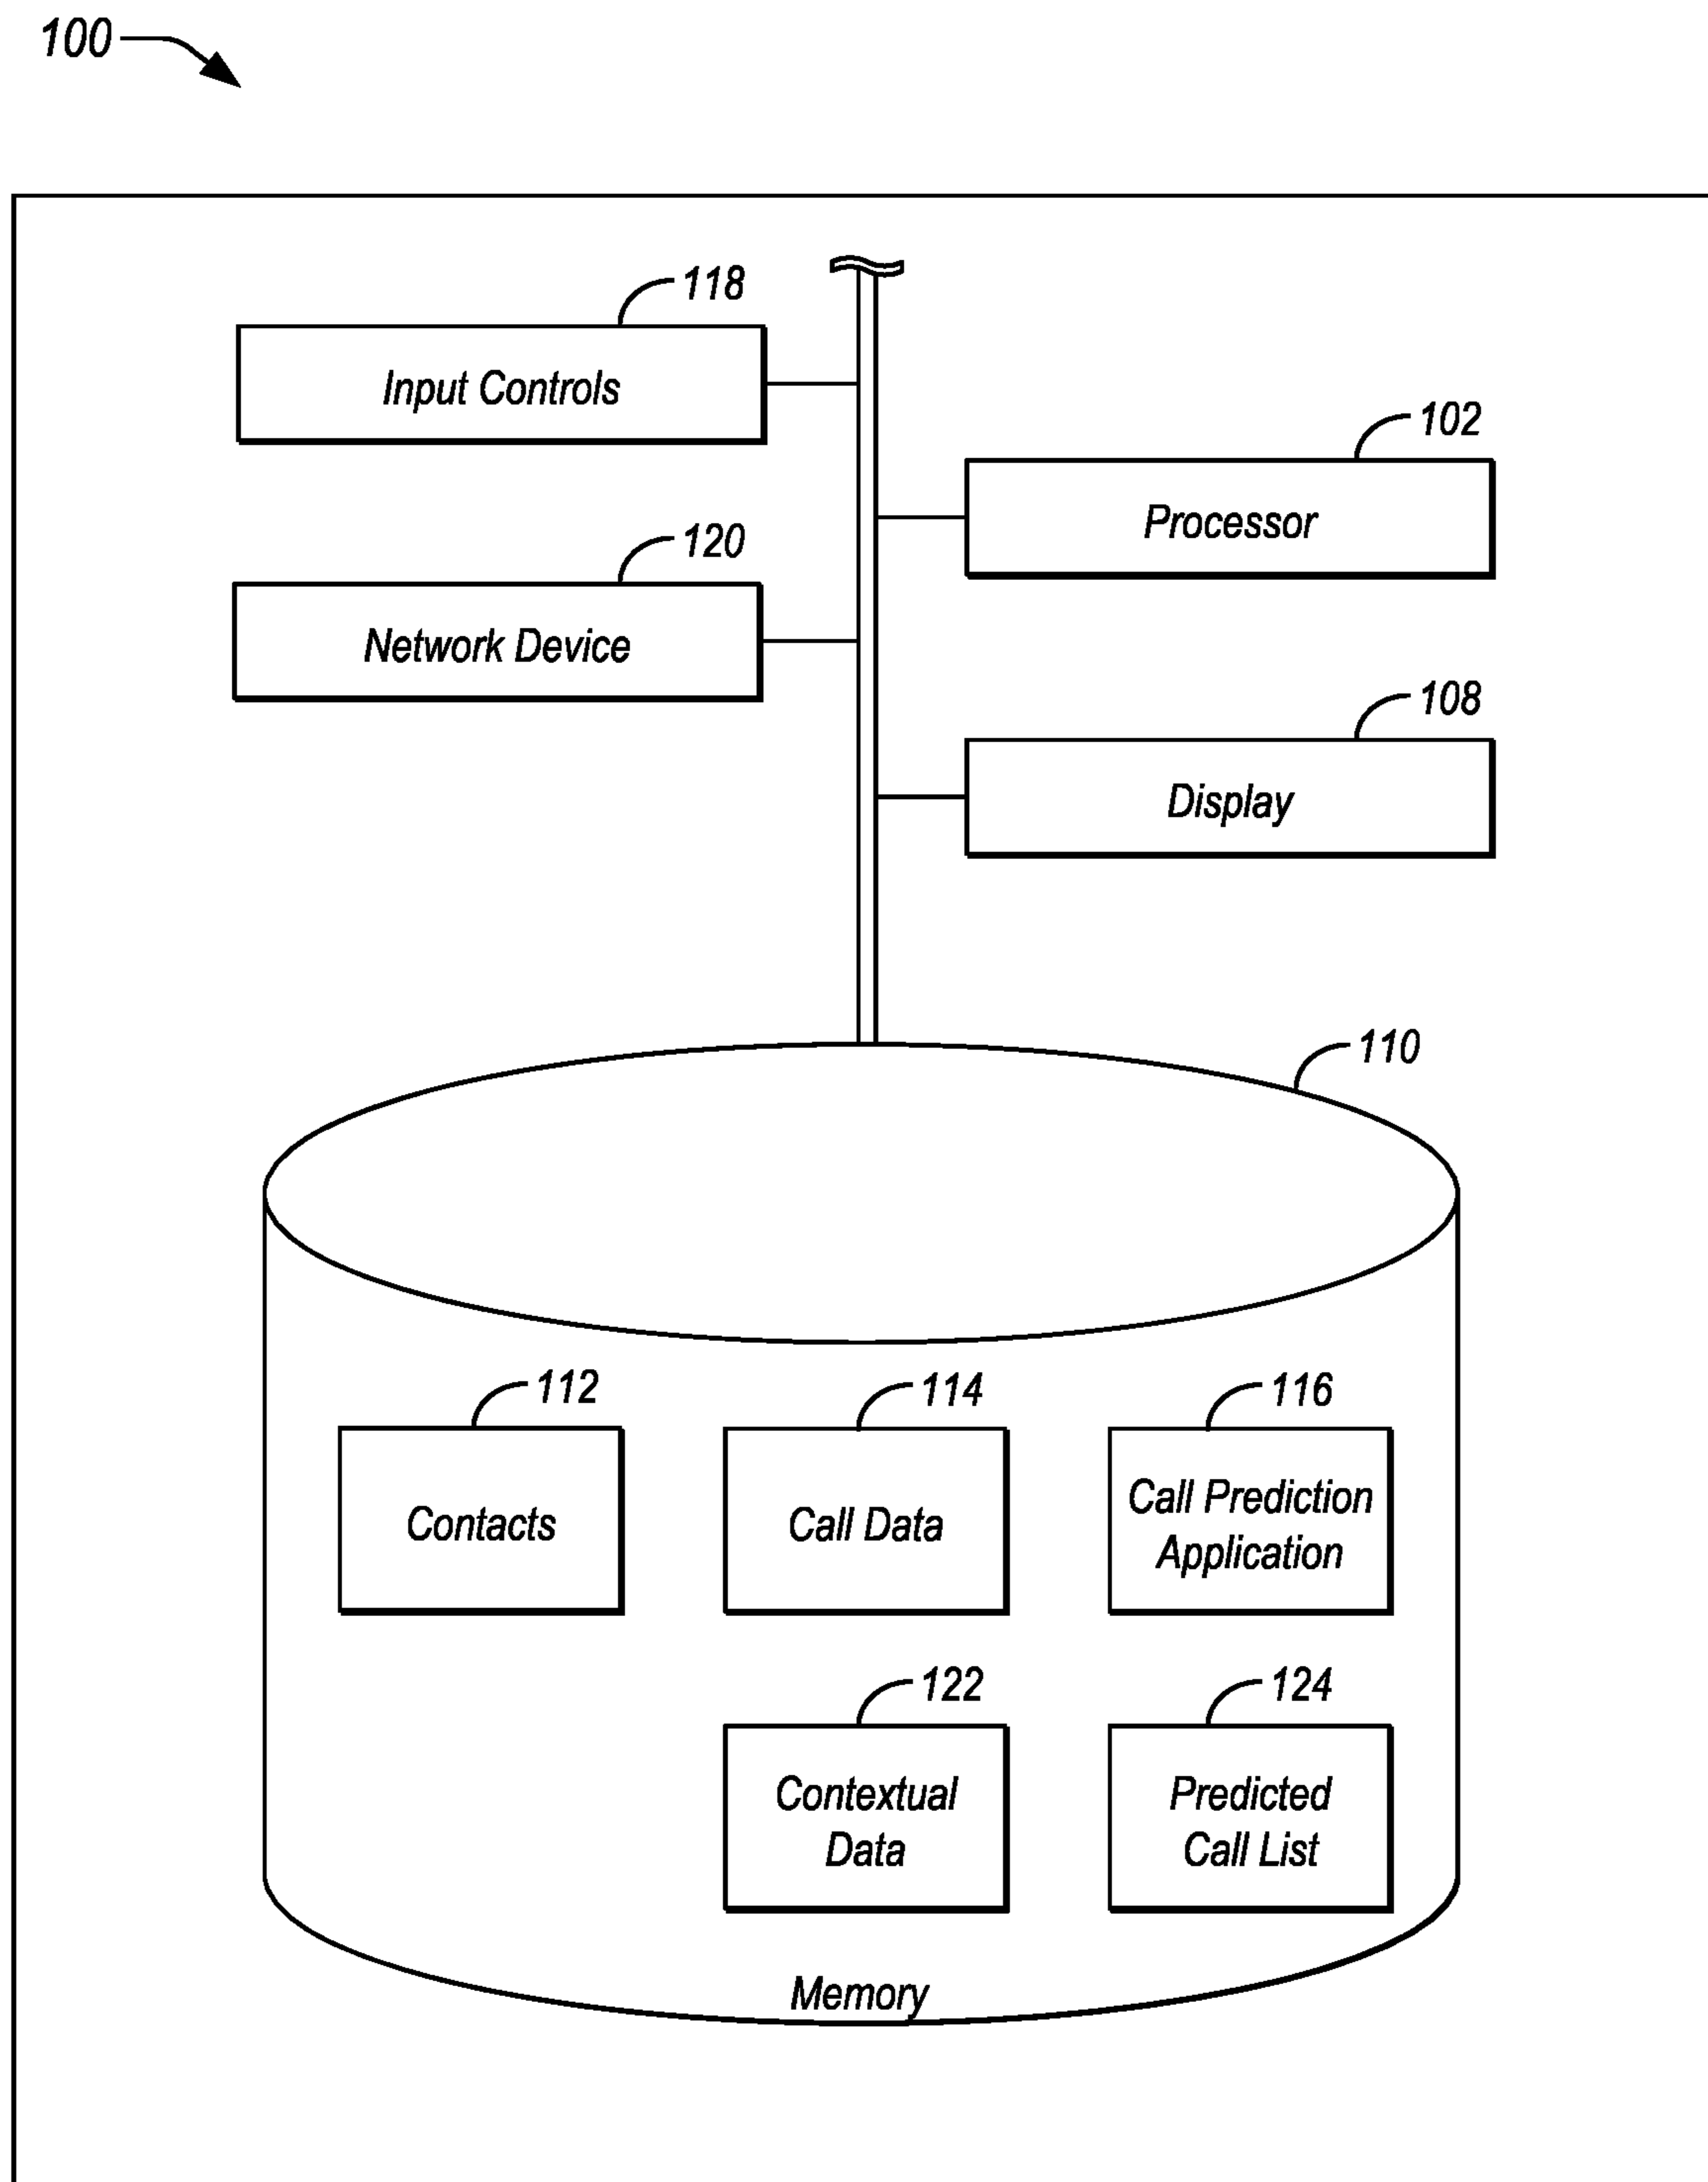 100
118
Input Controls
102
Processor
120
Network Device
108
Display
110
112
114
116
Contacts
Call Data
Call Prediction
Application
122
124
Contextual
Data
Predicted
Call List
Memory